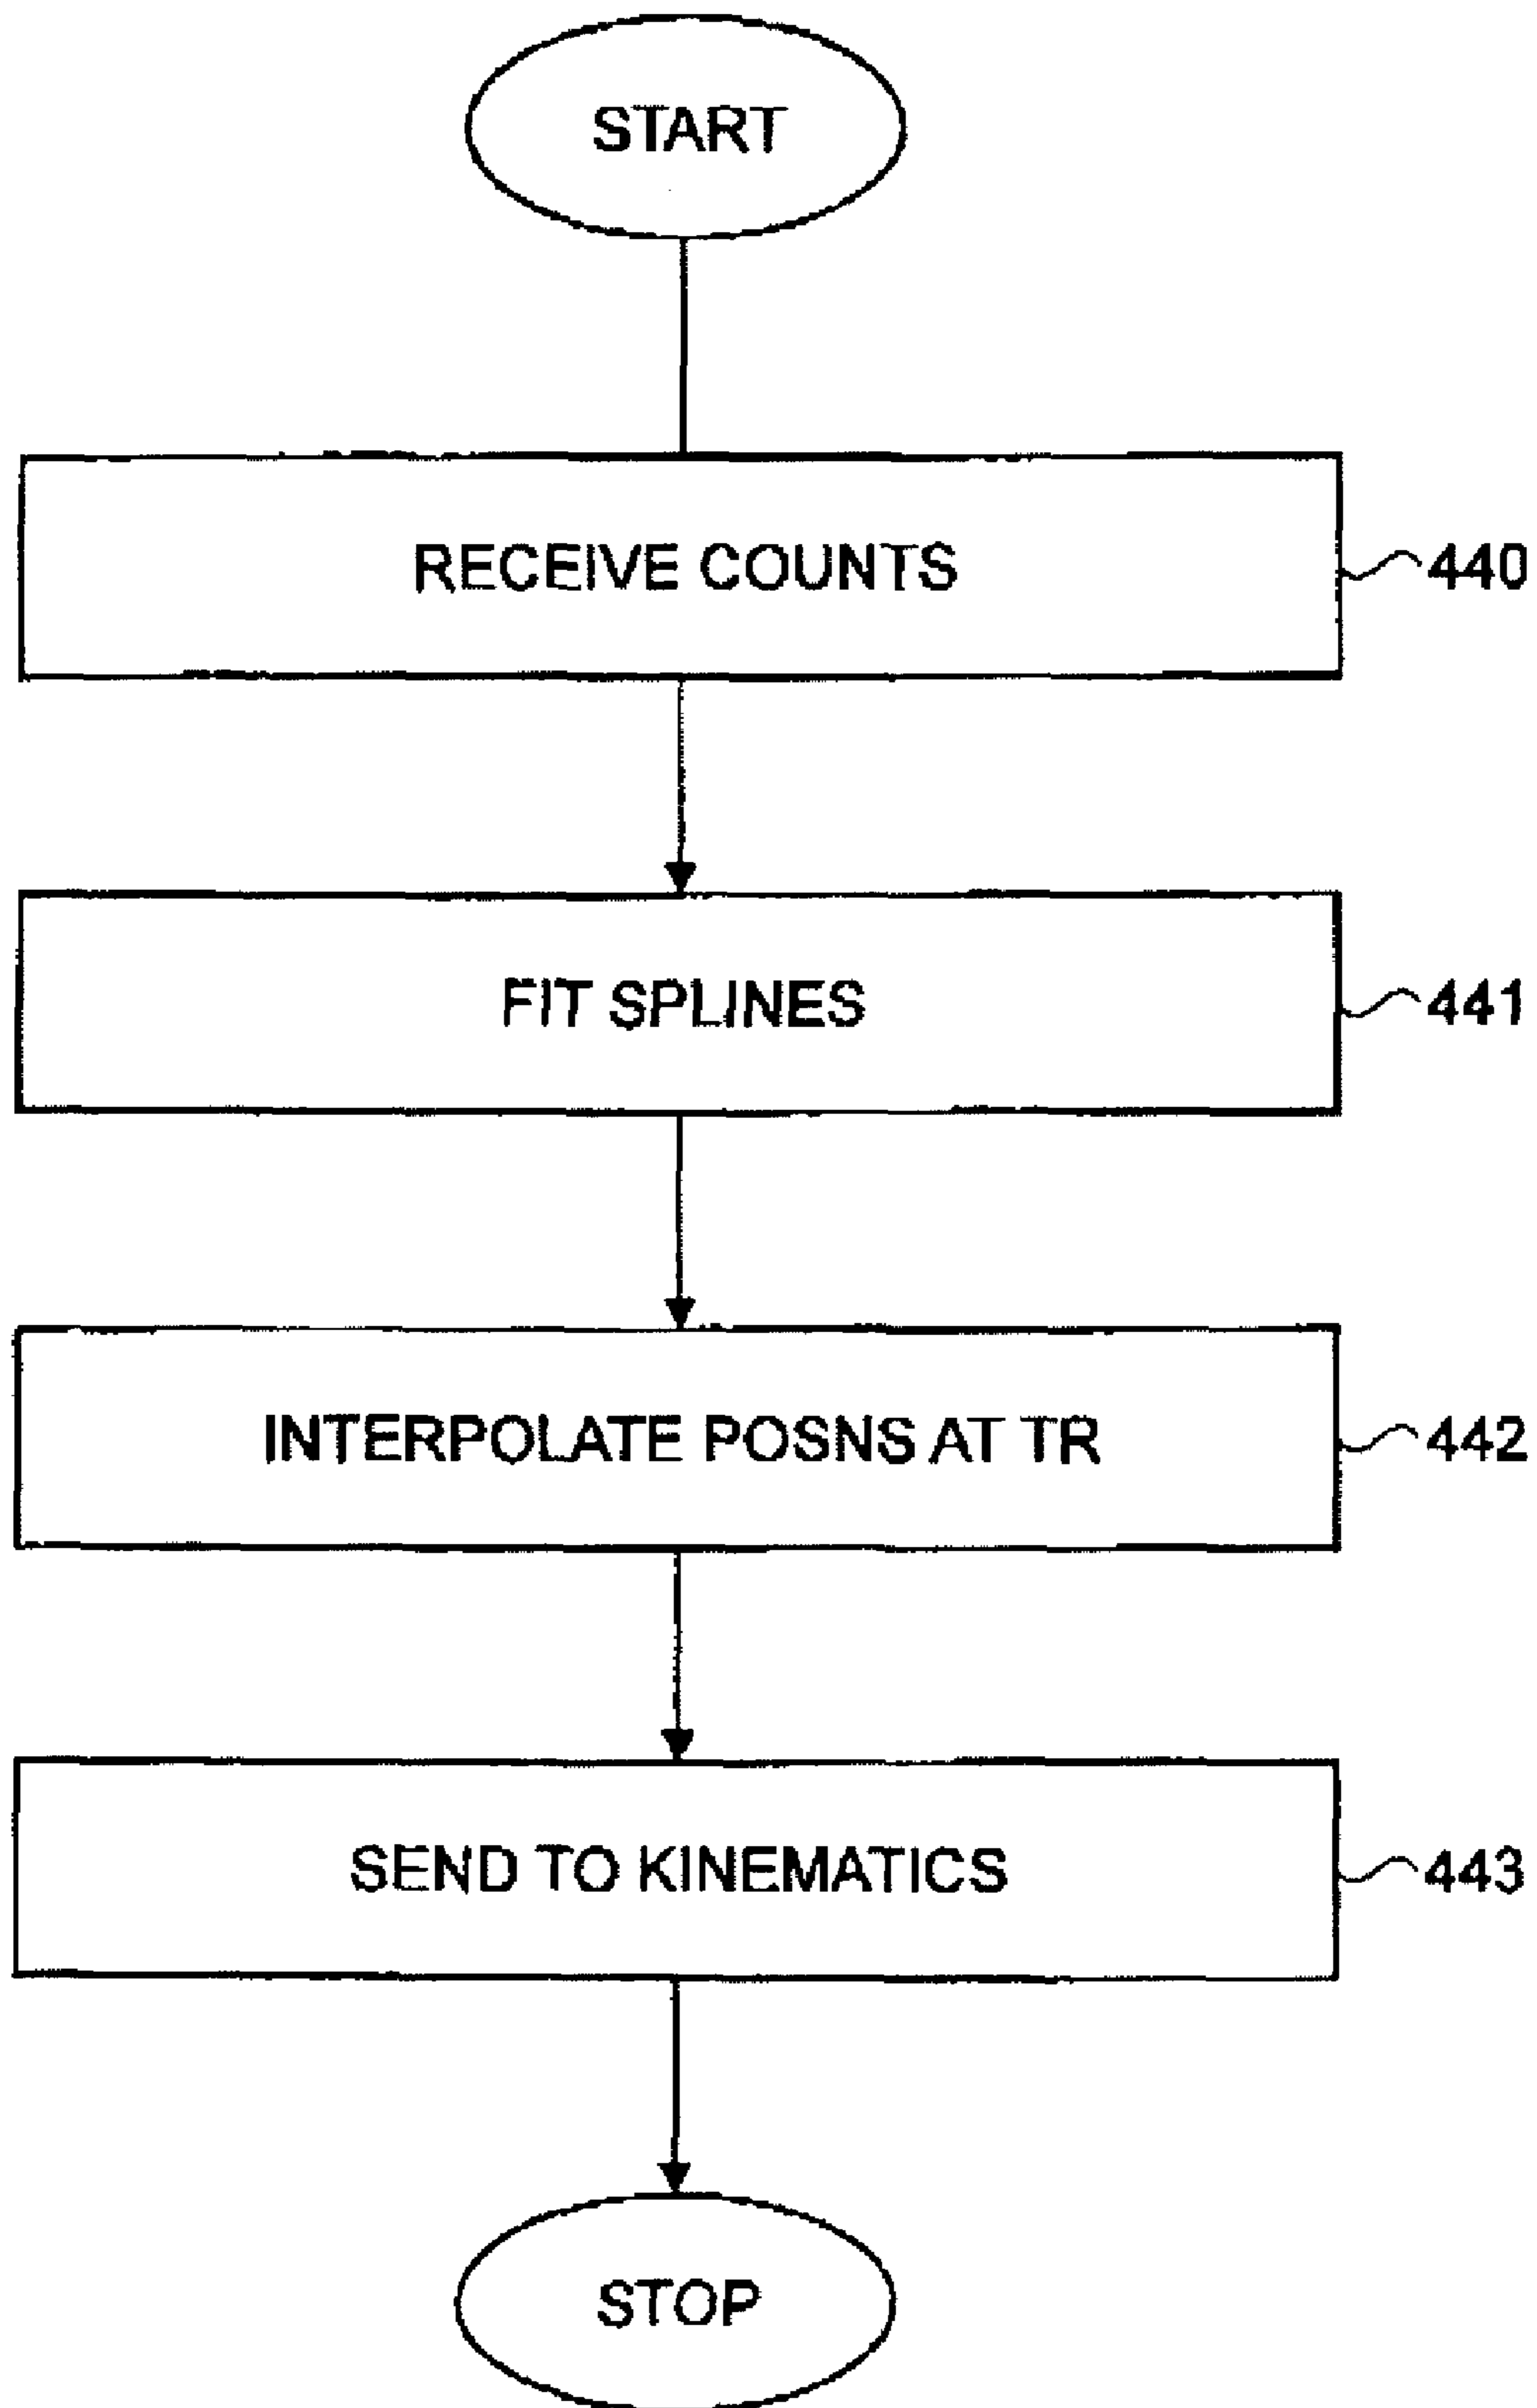 START
RECEIVE COUNTS
440
FIT SPLINES
441
INTERPOLATE POSNS AT TR
442
SEND TO KINEMATICS
443
STOP